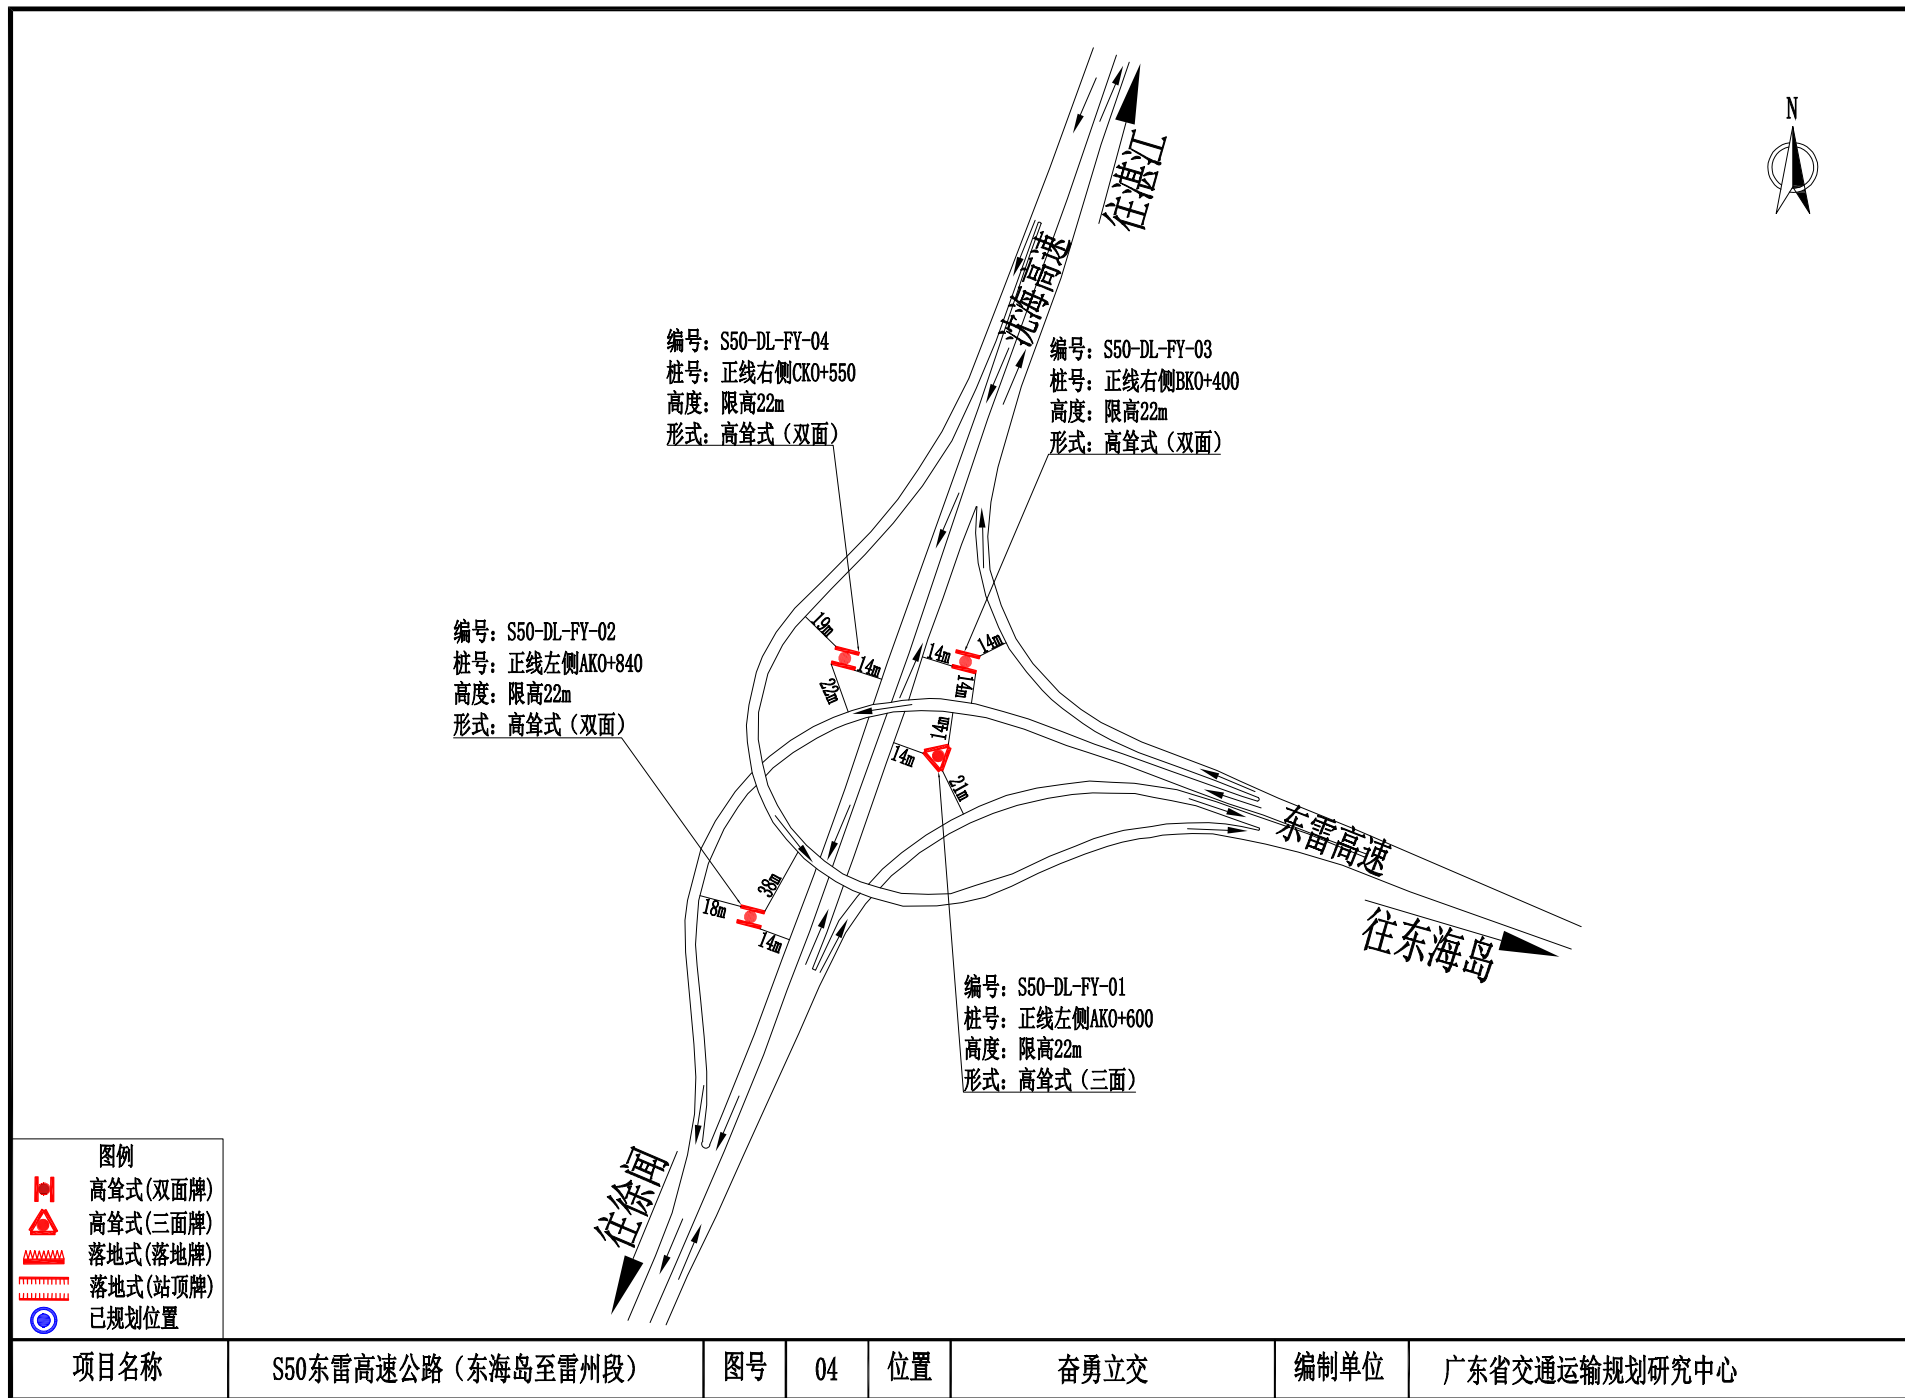 N
往湛江
沈海高速
编号：S50-DL-FY-04
桩号：正线右侧CK0+550
高度：限高22m
形式：高耸式（双面）
编号：S50-DL-FY-03
桩号：正线右侧BK0+400
高度：限高22m
形式：高耸式（双面）
编号：S50-DL-FY-02
桩号：正线左侧AK0+840
高度：限高22m
形式：高耸式（双面）
19m
14m
22m
14m
14m
14m
14m
14m
21m
38m
18m
14m
东雷高速
往东海岛
编号：S50-DL-FY-01
桩号：正线左侧AK0+600
高度：限高22m
形式：高耸式（三面）
往徐闻
图例
高耸式(双面牌)
高耸式(三面牌)
落地式(落地牌)
落地式(站顶牌)
已规划位置
项目名称 S50东雷高速公路（东海岛至雷州段） 图号 04 位置 奋勇立交 编制单位 广东省交通运输规划研究中心